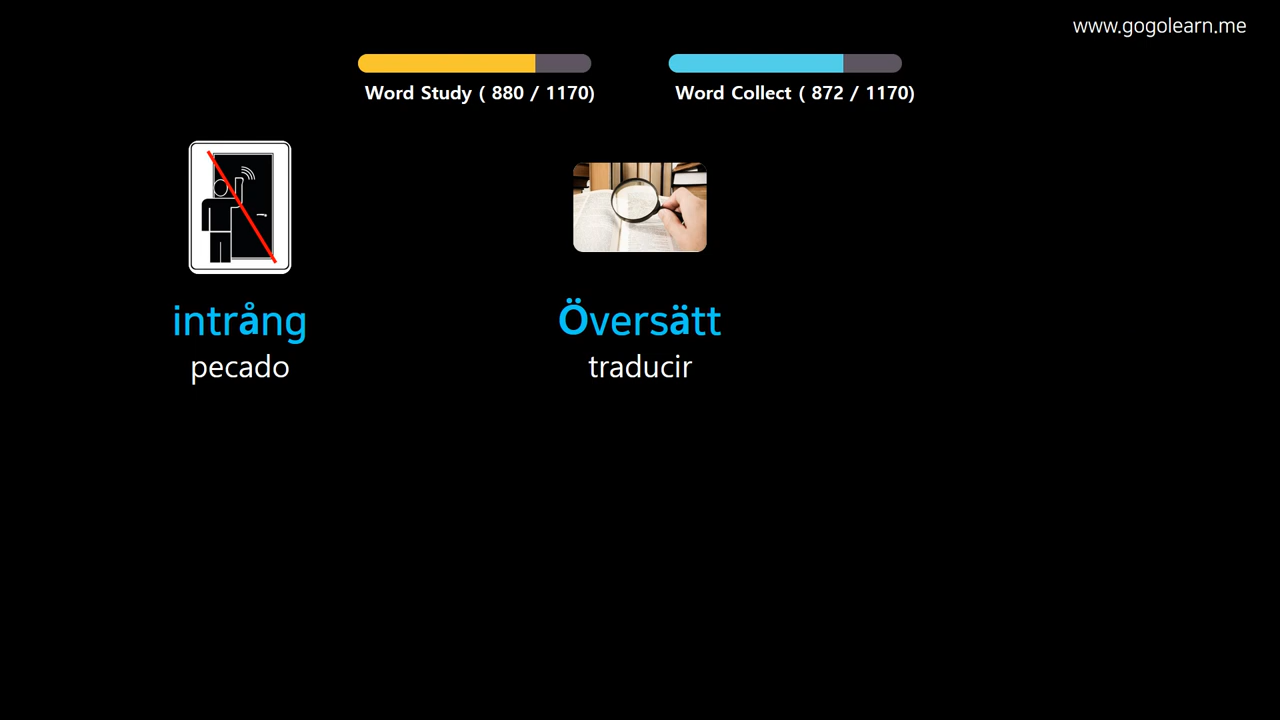 www.gogolearn.me
Word Study ( 880 / 1170)
Word Collect ( 872 / 1170)
intrång
pecado
Översätt
traducir